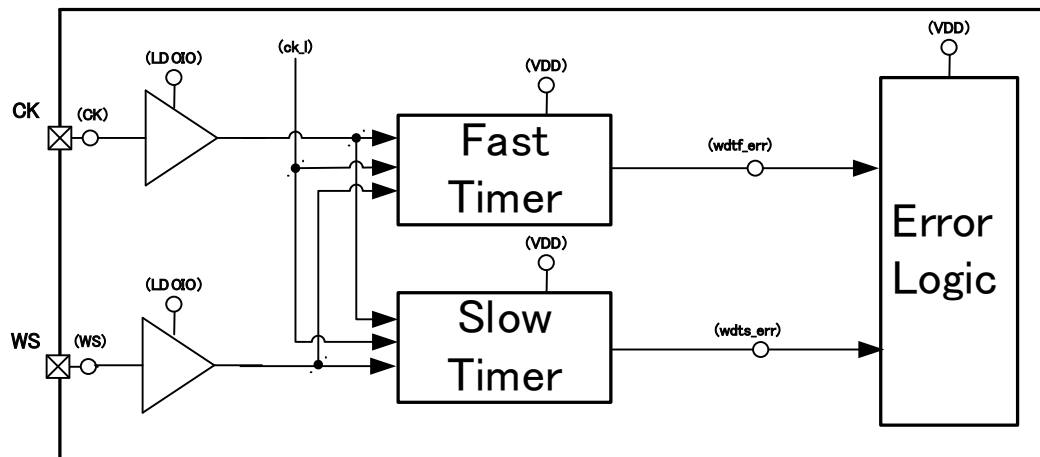 (VDD)
(ck_l)
(LDOIO)
(VDD)
CK
(CK)
Fast
Timer
(wdtf_err)
Error
Logic
(VDD)
(LDOIO)
Slow
Timer
(wdts_err)
WS
(WS)